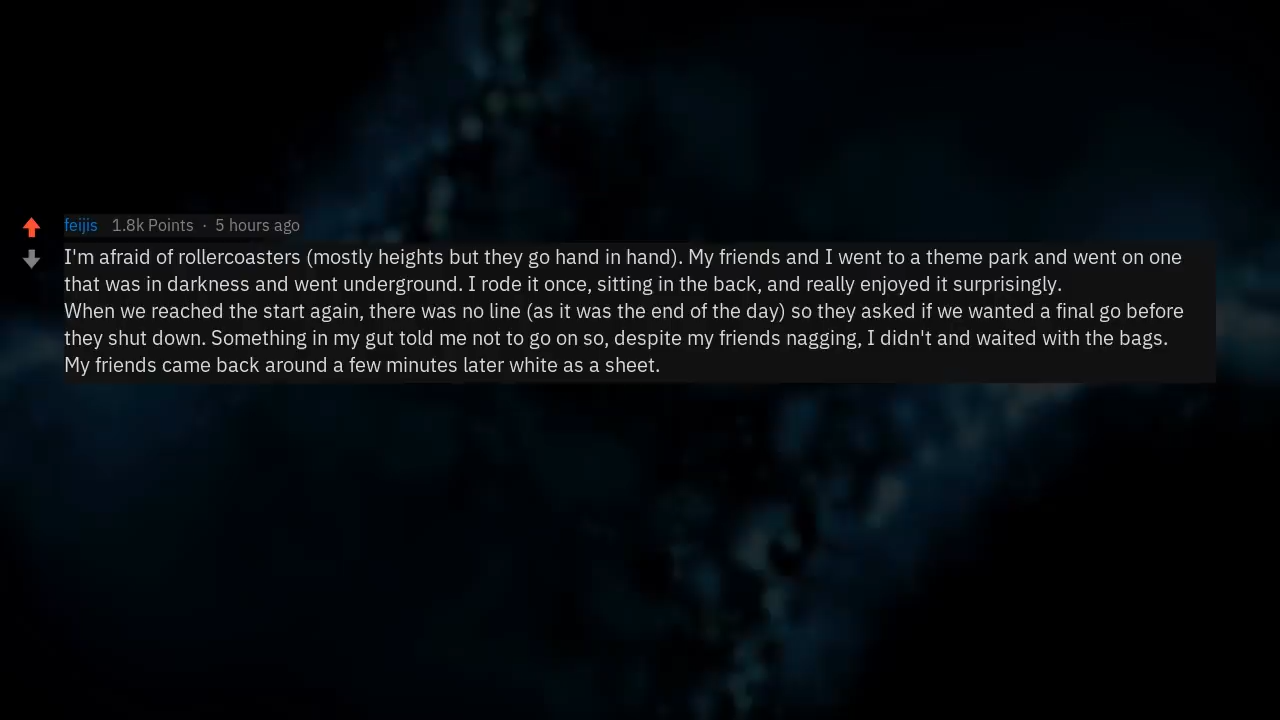 feijis 1.8k Points · 5 hours ago
I'm afraid of rollercoasters (mostly heights but they go hand in hand). My friends and I went to a theme park and went on one
that was in darkness and went underground. I rode it once, sitting in the back, and really enjoyed it surprisingly.
When we reached the start again, there was no line (as it was the end of the day) so they asked if we wanted a final go before
they shut down. Something in my gut told me not to go on so, despite my friends nagging, I didn't and waited with the bags.
My friends came back around a few minutes later white as a sheet.